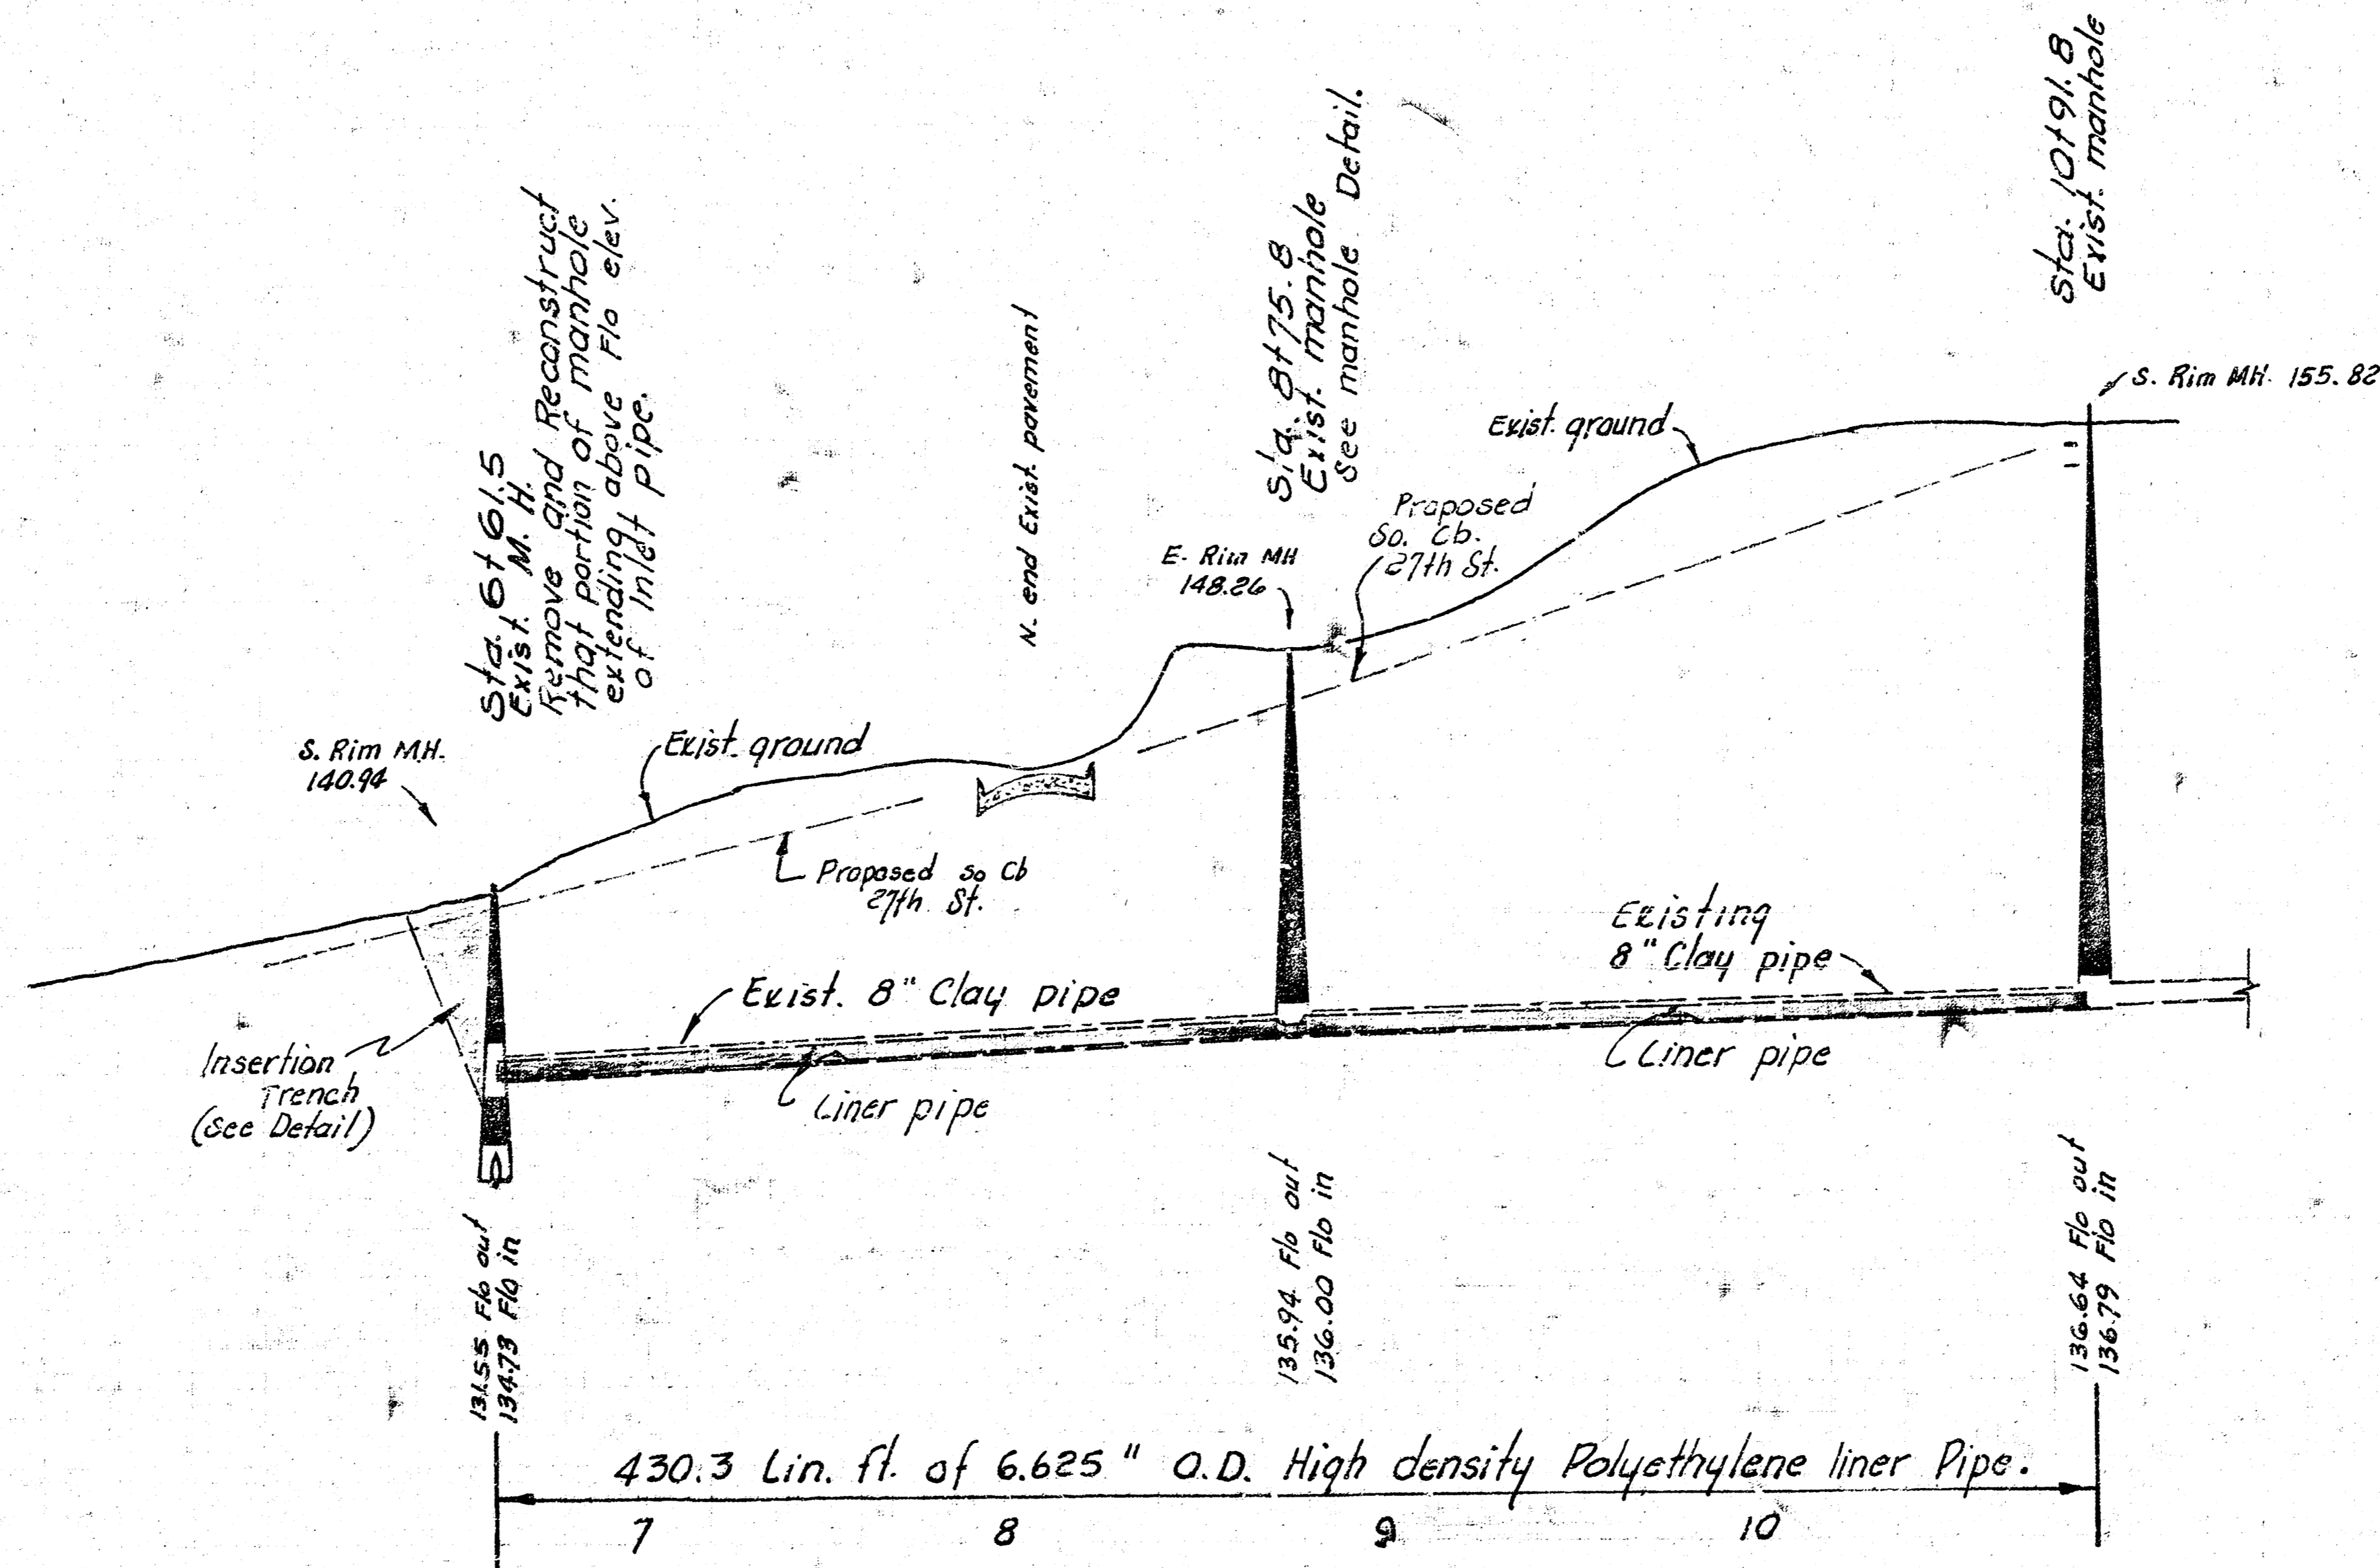 Sta. 10+91.8
Exist. manhole
S. Rim MH. 155.82
Sta. 8+75.8
Exist. manhole
See manhole Detail.
Exist. ground
Proposed
So. Cb.
27th St.
E. Rim MH
148.26
N. end Exist. pavement
Sta. 6+61.5
Exist. M. H.
Remove and Reconstruct
that portion of manhole
extending above Flo elev.
of Inlet pipe.
S. Rim MH.
140.94
Exist. ground
Proposed So Cb
27th St.
Existing
8" Clay pipe
Exist. 8" Clay pipe
Insertion
Trench
(See Detail)
Liner pipe
Liner pipe
131.55 Flo out
134.73 Flo in
135.94 Flo out
136.00 Flo in
136.64 Flo out
136.79 Flo in
430.3 Lin. ft. of 6.625" O.D. High density Polyethylene liner Pipe.
7 8 9 10